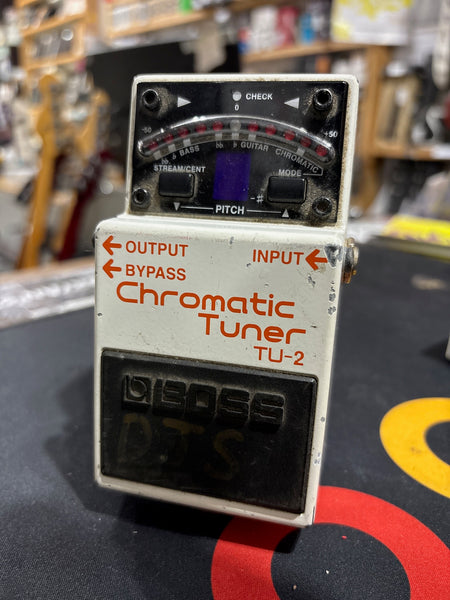 ▶ CHECK ◀
0
-50 +50
♭ BASS ♭♭ ♭ GUITAR CHROMATIC
STREAM/CENT MODE
-♯
▼ PITCH ▲
← OUTPUT INPUT ←
← BYPASS
Chromatic
Tuner
TU-2
BOSS
DJS